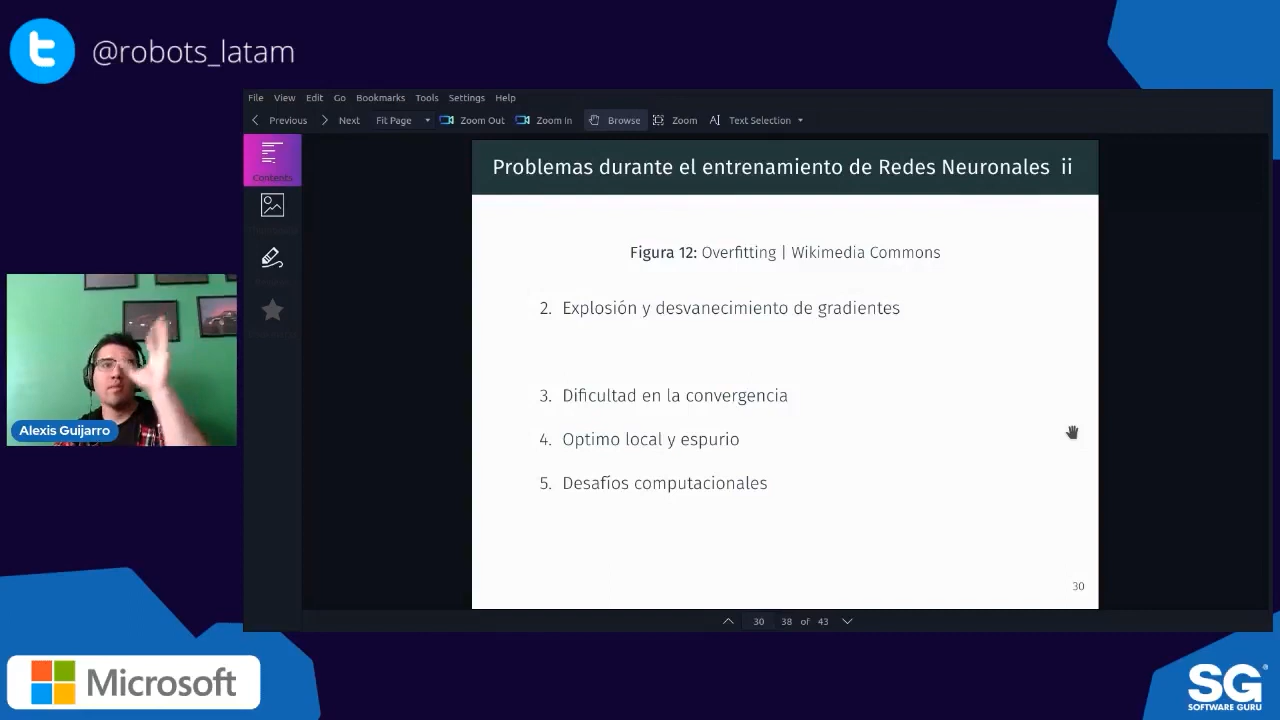 @robots_latam
File View Edit Go Bookmarks Tools Settings Help
Previous Next Fit Page Zoom Out Zoom In Browse Zoom Text Selection
Contents
Problemas durante el entrenamiento de Redes Neuronales ii
Figura 12: Overfitting | Wikimedia Commons
2. Explosión y desvanecimiento de gradientes
3. Dificultad en la convergencia
4. Optimo local y espurio
5. Desafíos computacionales
30
30 38 of 43
Alexis Guijarro
Microsoft
SG
SOFTWARE GURU